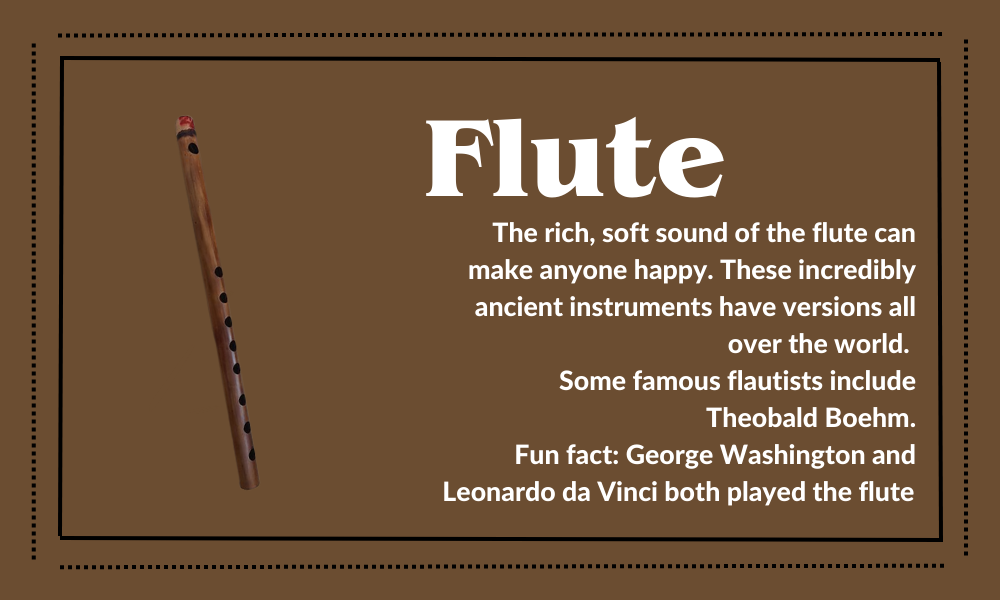 Flute
The rich, soft sound of the flute can
make anyone happy. These incredibly
ancient instruments have versions all
over the world.
Some famous flautists include
Theobald Boehm.
Fun fact: George Washington and
Leonardo da Vinci both played the flute